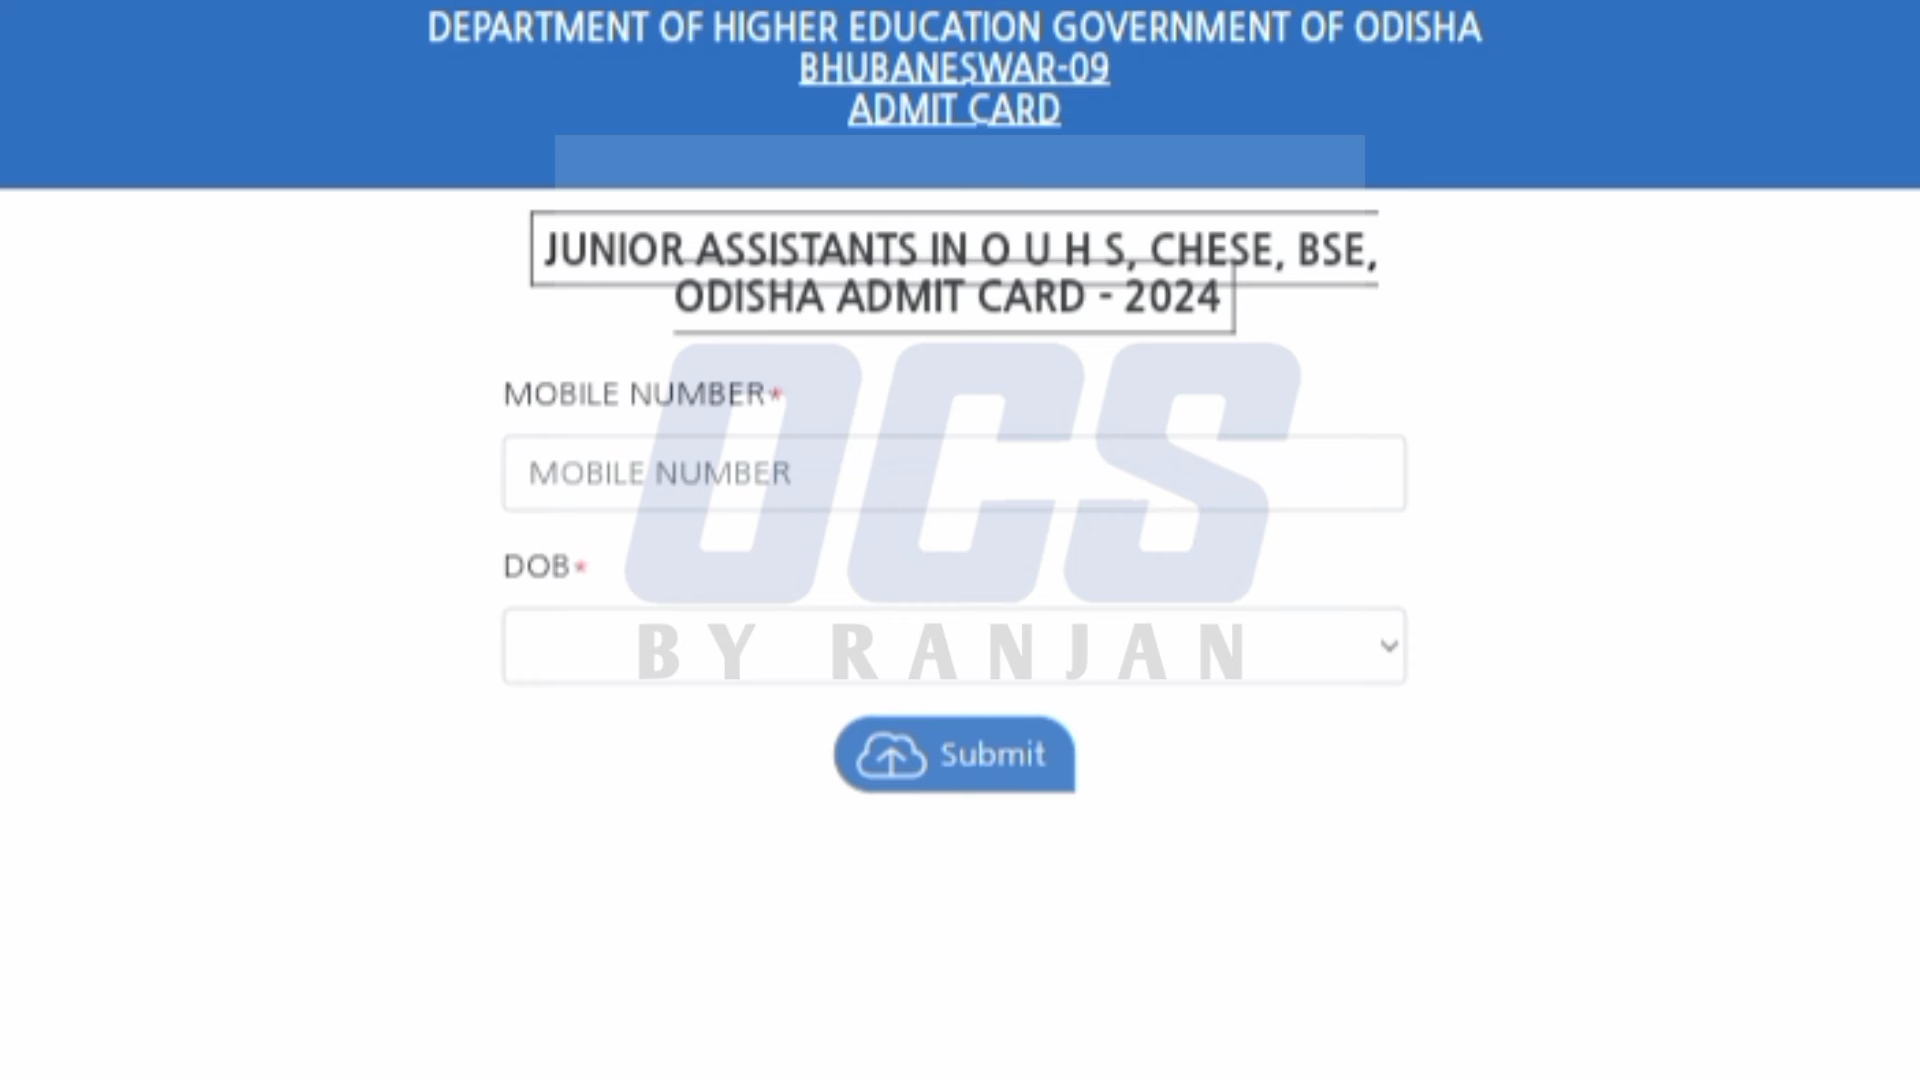 DEPARTMENT OF HIGHER EDUCATION GOVERNMENT OF ODISHA
BHUBANESWAR-09
ADMIT CARD
JUNIOR ASSISTANTS IN O U H S, CHESE, BSE,
ODISHA ADMIT CARD - 2024
MOBILE NUMBER*
MOBILE NUMBER
DOB*
OCS
BY RANJAN
Submit